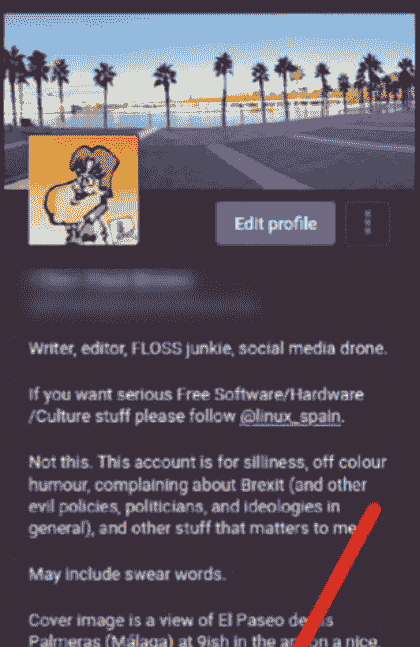 Edit profile
Writer, editor, FLOSS junkie, social media drone.
If you want serious Free Software/Hardware
/Culture stuff please follow @linux_spain.
Not this. This account is for silliness, off colour
humour, complaining about Brexit (and other
evil policies, politicians, and ideologies in
general), and other stuff that matters to me
May include swear words.
Cover image is a view of El Paseo de
Palmeras (Málaga) at 9ish in the on a nice,